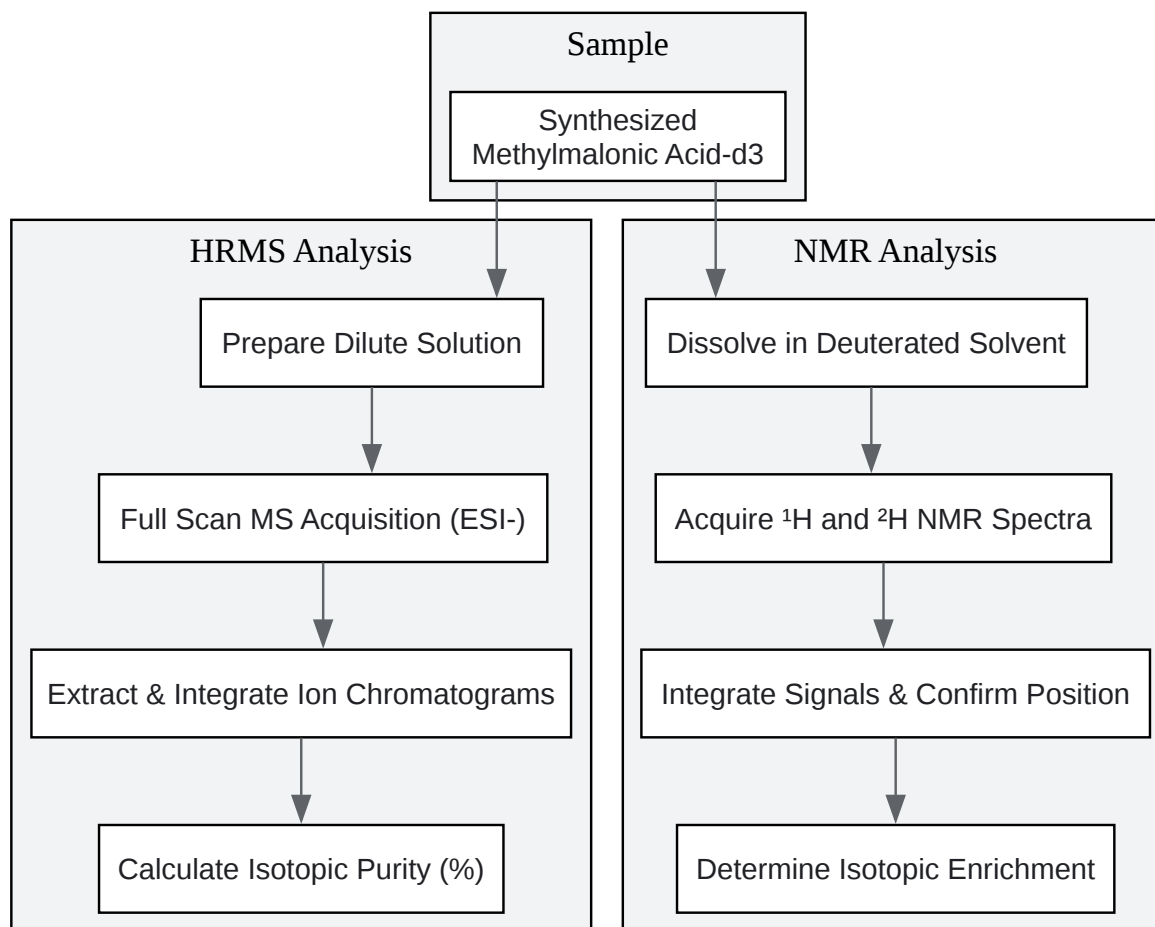 Sample
Synthesized
Methylmalonic Acid-d3
HRMS Analysis
Prepare Dilute Solution
Full Scan MS Acquisition (ESI-)
Extract & Integrate Ion Chromatograms
Calculate Isotopic Purity (%)
NMR Analysis
Dissolve in Deuterated Solvent
Acquire ¹H and ²H NMR Spectra
Integrate Signals & Confirm Position
Determine Isotopic Enrichment